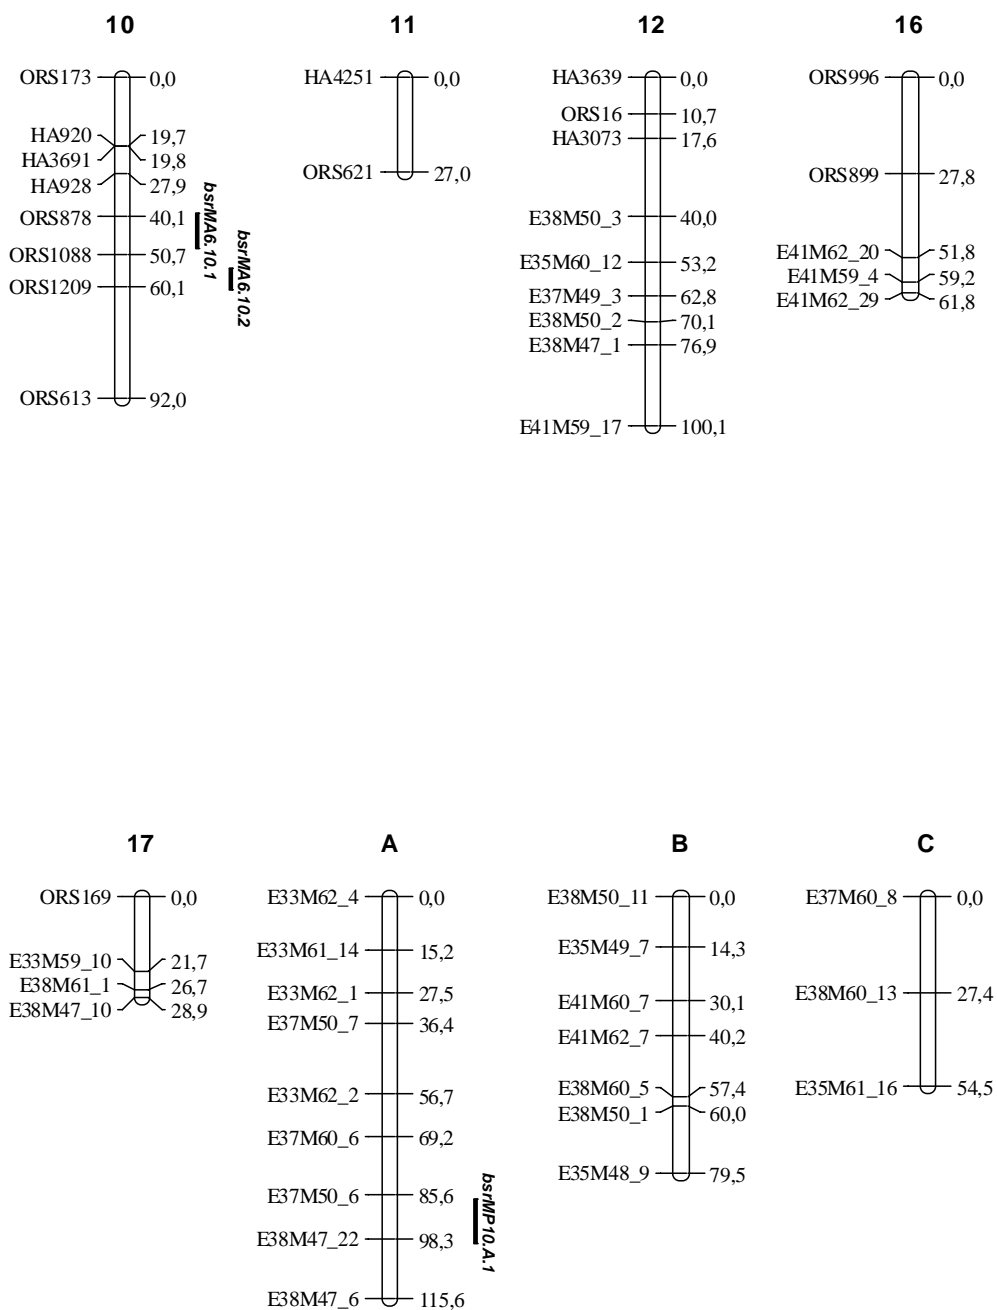 10
ORS173 0,0
HA920 19,7
HA3691 19,8
HA928 27,9
ORS878 40,1
ORS1088 50,7
ORS1209 60,1
ORS613 92,0
bsrMA6.10.1
bsrMA6.10.2
11
HA4251 0,0
ORS621 27,0
12
HA3639 0,0
ORS16 10,7
HA3073 17,6
E38M50_3 40,0
E35M60_12 53,2
E37M49_3 62,8
E38M50_2 70,1
E38M47_1 76,9
E41M59_17 100,1
16
ORS996 0,0
ORS899 27,8
E41M62_20 51,8
E41M59_4 59,2
E41M62_29 61,8
17
ORS169 0,0
E33M59_10 21,7
E38M61_1 26,7
E38M47_10 28,9
A
E33M62_4 0,0
E33M61_14 15,2
E33M62_1 27,5
E37M50_7 36,4
E33M62_2 56,7
E37M60_6 69,2
E37M50_6 85,6
E38M47_22 98,3
E38M47_6 115,6
bsrMP10.A.1
B
E38M50_11 0,0
E35M49_7 14,3
E41M60_7 30,1
E41M62_7 40,2
E38M60_5 57,4
E38M50_1 60,0
E35M48_9 79,5
C
E37M60_8 0,0
E38M60_13 27,4
E35M61_16 54,5